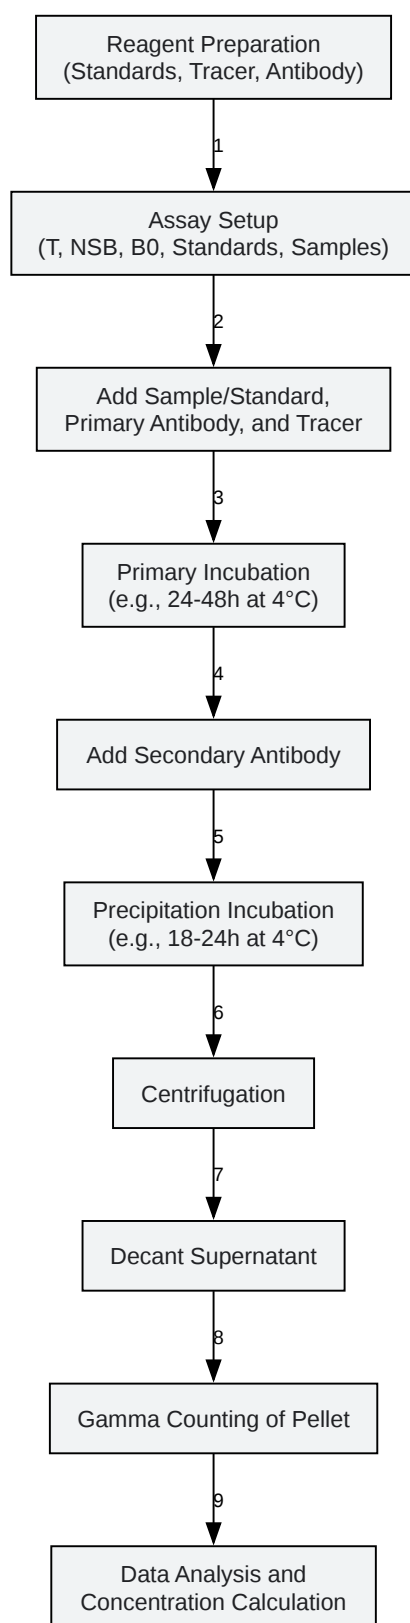 Reagent Preparation
(Standards, Tracer, Antibody)
1
Assay Setup
(T, NSB, B0, Standards, Samples)
2
Add Sample/Standard,
Primary Antibody, and Tracer
3
Primary Incubation
(e.g., 24-48h at 4°C)
4
Add Secondary Antibody
5
Precipitation Incubation
(e.g., 18-24h at 4°C)
6
Centrifugation
7
Decant Supernatant
8
Gamma Counting of Pellet
9
Data Analysis and
Concentration Calculation